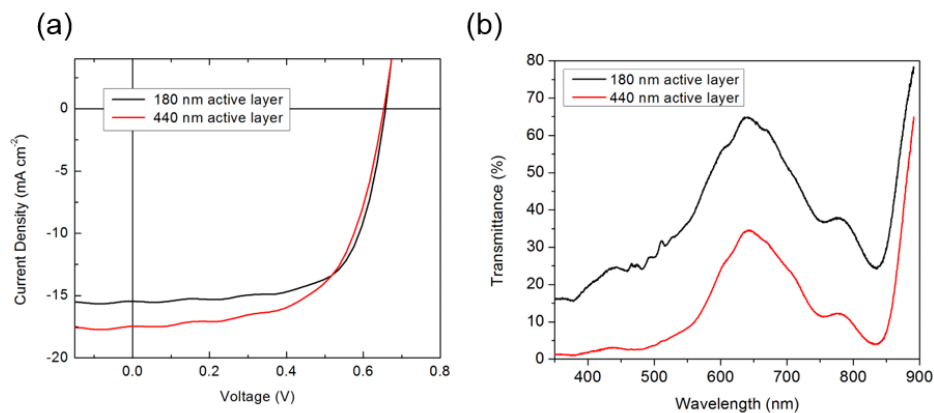 (a)
(b)
180 nm active layer
440 nm active layer
0
-5
-10
-15
-20
0.0
0.2
0.4
0.6
0.8
Voltage (V)
Current Density (mA cm⁻²)
180 nm active layer
440 nm active layer
80
70
60
50
40
30
20
10
0
400
500
600
700
800
900
Wavelength (nm)
Transmittance (%)